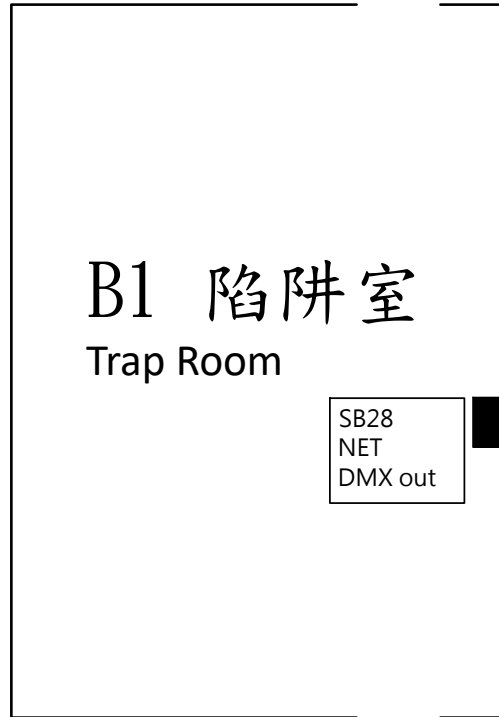 B1 陷阱室
Trap Room
SB28
NET
DMX out